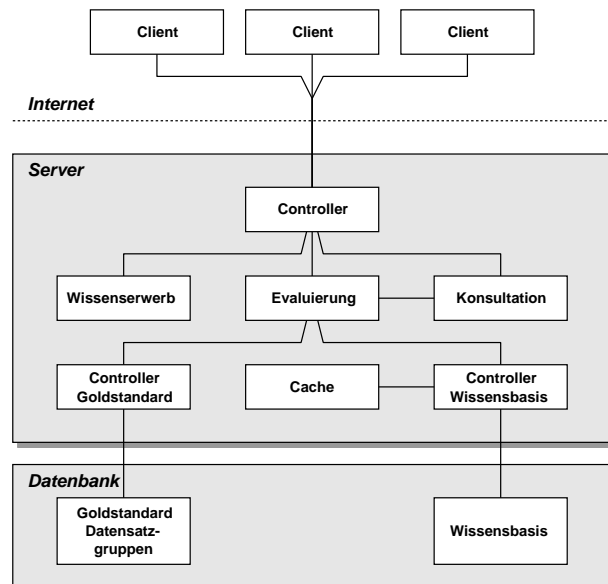 Client
Client
Client
Internet
Server
Controller
Wissenserwerb
Evaluierung
Konsultation
Controller
Goldstandard
Cache
Controller
Wissensbasis
Datenbank
Goldstandard
Datensatz-
gruppen
Wissensbasis